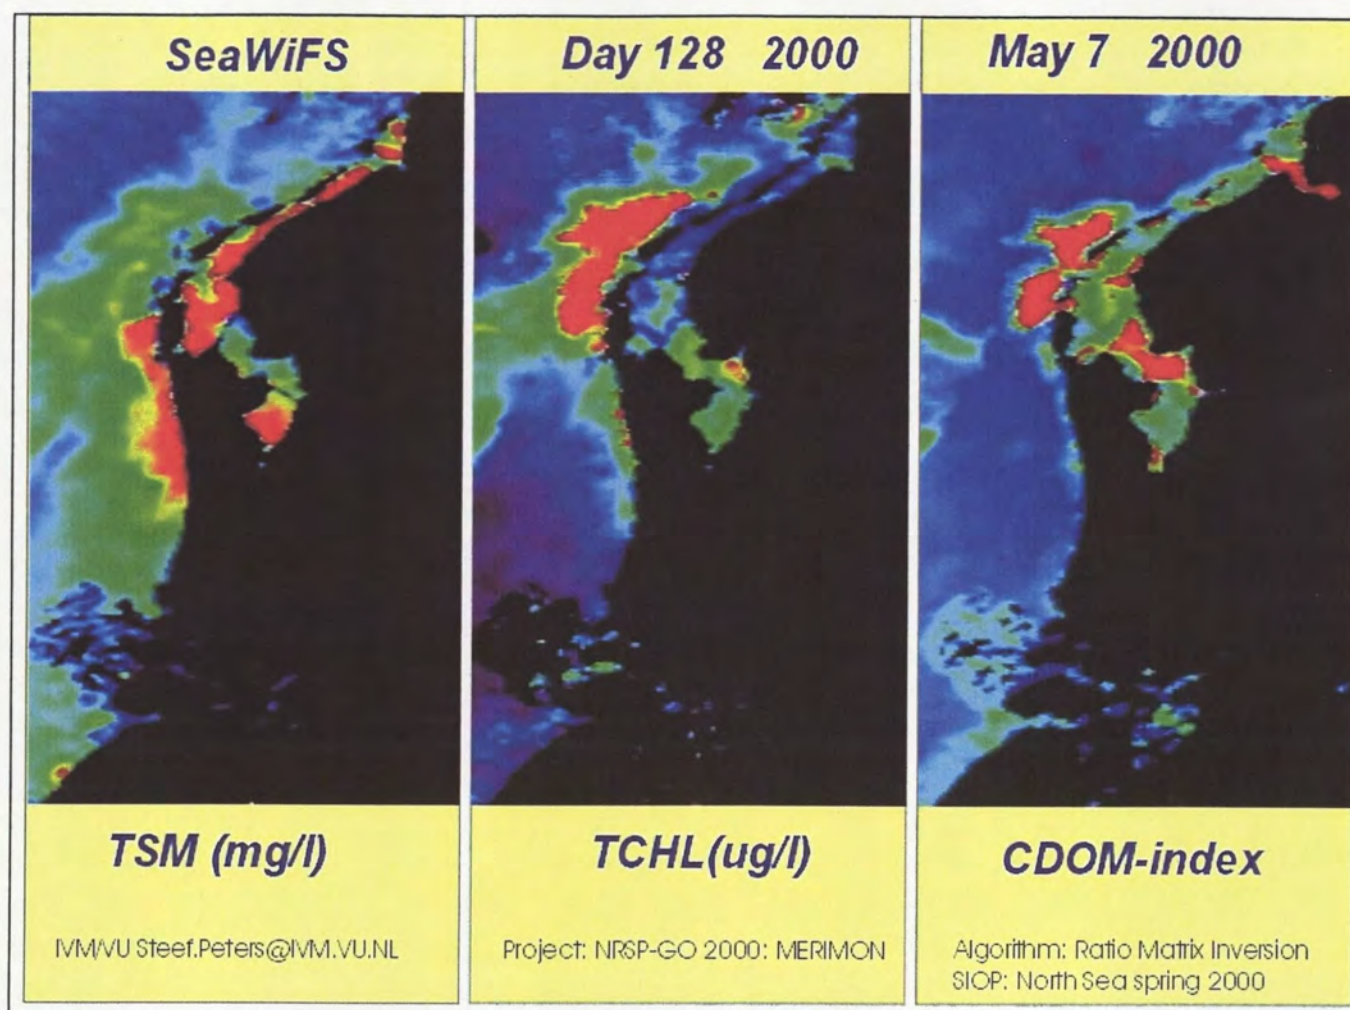 SeaWiFS
Day 128 2000
May 7 2000
TSM (mg/l)
TCHL(ug/l)
CDOM-index
IVM/VU Steef.Peters@IVM.VU.NL
Project: NRSP-GO 2000: MERIMON
Algorithm: Ratio Matrix Inversion
SIOP: North Sea spring 2000